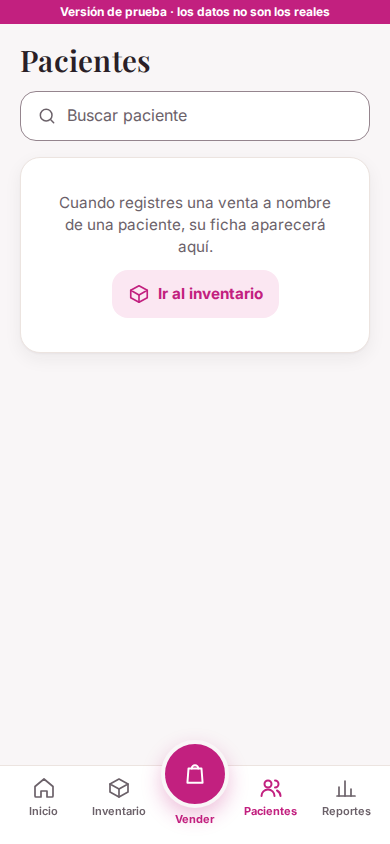 Versión de prueba · los datos no son los reales
Pacientes
Buscar paciente
Cuando registres una venta a nombre
de una paciente, su ficha aparecerá
aquí.
Ir al inventario
Inicio
Inventario
Vender
Pacientes
Reportes